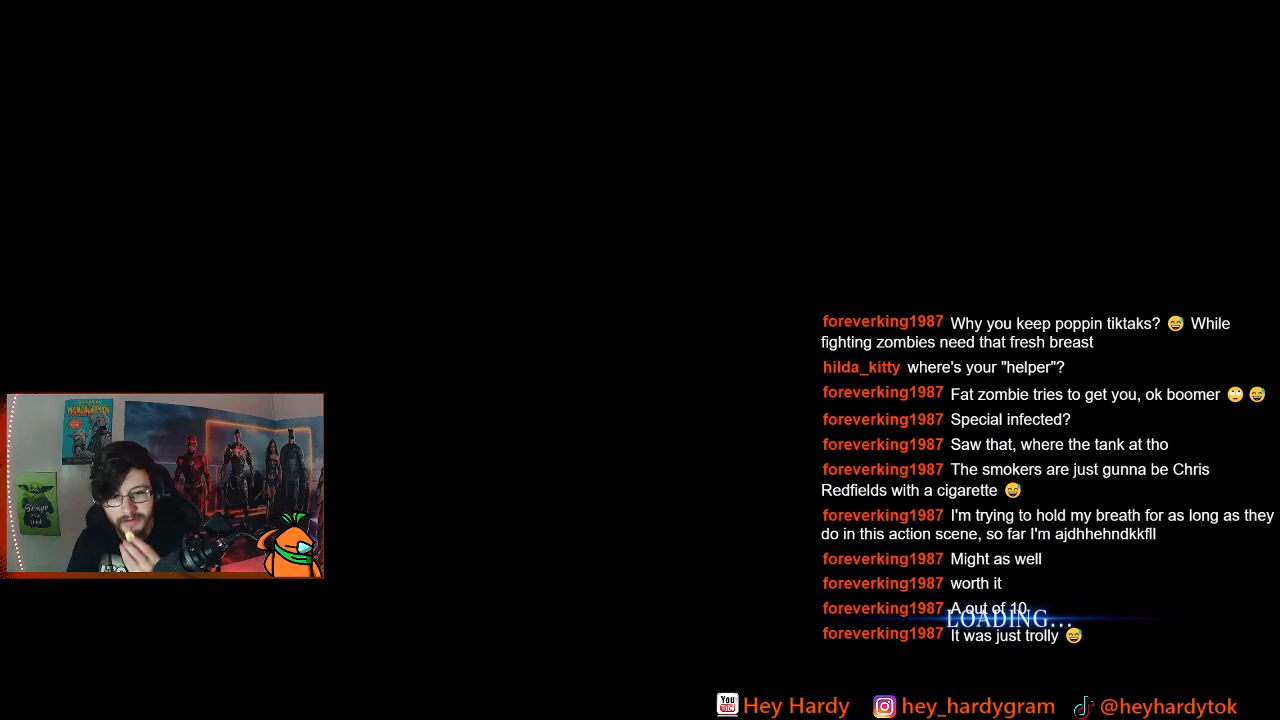 foreverking1987 Why you keep poppin tiktaks? 😅 While
fighting zombies need that fresh breast
hilda_kitty where's your "helper"?
foreverking1987 Fat zombie tries to get you, ok boomer 🙄 😅
foreverking1987 Special infected?
foreverking1987 Saw that, where the tank at tho
foreverking1987 The smokers are just gunna be Chris
Redfields with a cigarette 😅
foreverking1987 I'm trying to hold my breath for as long as they
do in this action scene, so far I'm ajdhhehndkkfll
foreverking1987 Might as well
foreverking1987 worth it
foreverking1987 A out of 10
LOADING...
foreverking1987 It was just trolly 😅
You Hey Hardy hey_hardygram @heyhardytok